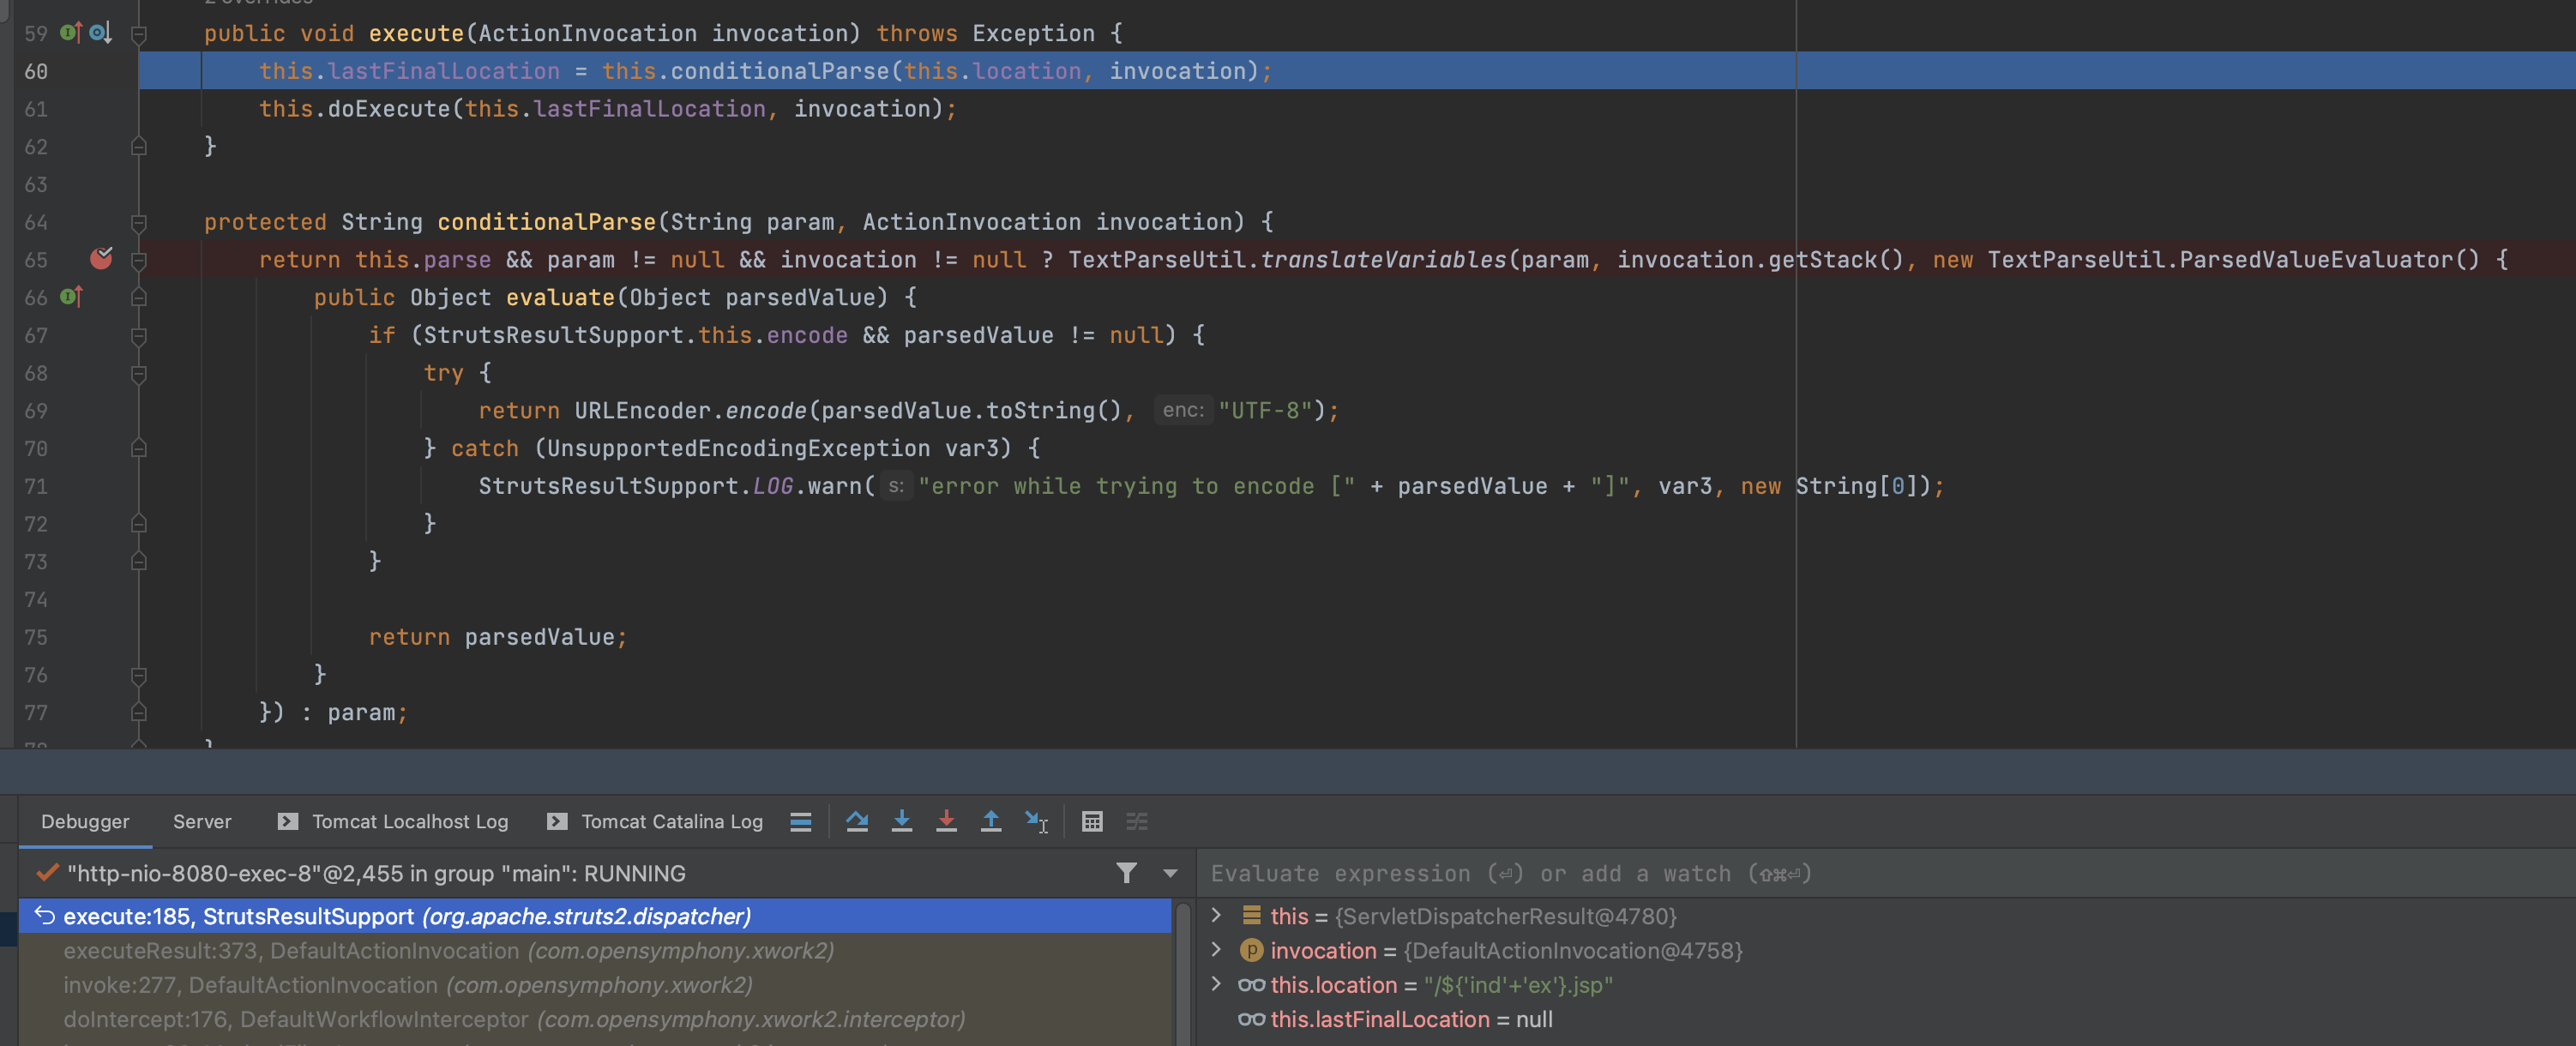 2 overrides
59 public void execute(ActionInvocation invocation) throws Exception {
60 this.lastFinalLocation = this.conditionalParse(this.location, invocation);
61 this.doExecute(this.lastFinalLocation, invocation);
62 }
63
64 protected String conditionalParse(String param, ActionInvocation invocation) {
65 return this.parse && param != null && invocation != null ? TextParseUtil.translateVariables(param, invocation.getStack(), new TextParseUtil.ParsedValueEvaluator() {
66 public Object evaluate(Object parsedValue) {
67 if (StrutsResultSupport.this.encode && parsedValue != null) {
68 try {
69 return URLEncoder.encode(parsedValue.toString(), enc: "UTF-8");
70 } catch (UnsupportedEncodingException var3) {
71 StrutsResultSupport.LOG.warn( s: "error while trying to encode [" + parsedValue + "]", var3, new String[0]);
72 }
73 }
74
75 return parsedValue;
76 }
77 }) : param;
78 }
Debugger Server Tomcat Localhost Log Tomcat Catalina Log
"http-nio-8080-exec-8"@2,455 in group "main": RUNNING
Evaluate expression (⏎) or add a watch (⇧⌘⏎)
execute:185, StrutsResultSupport (org.apache.struts2.dispatcher)
executeResult:373, DefaultActionInvocation (com.opensymphony.xwork2)
invoke:277, DefaultActionInvocation (com.opensymphony.xwork2)
doIntercept:176, DefaultWorkflowInterceptor (com.opensymphony.xwork2.interceptor)
this = {ServletDispatcherResult@4780}
invocation = {DefaultActionInvocation@4758}
this.location = "/${'ind'+'ex'}.jsp"
this.lastFinalLocation = null